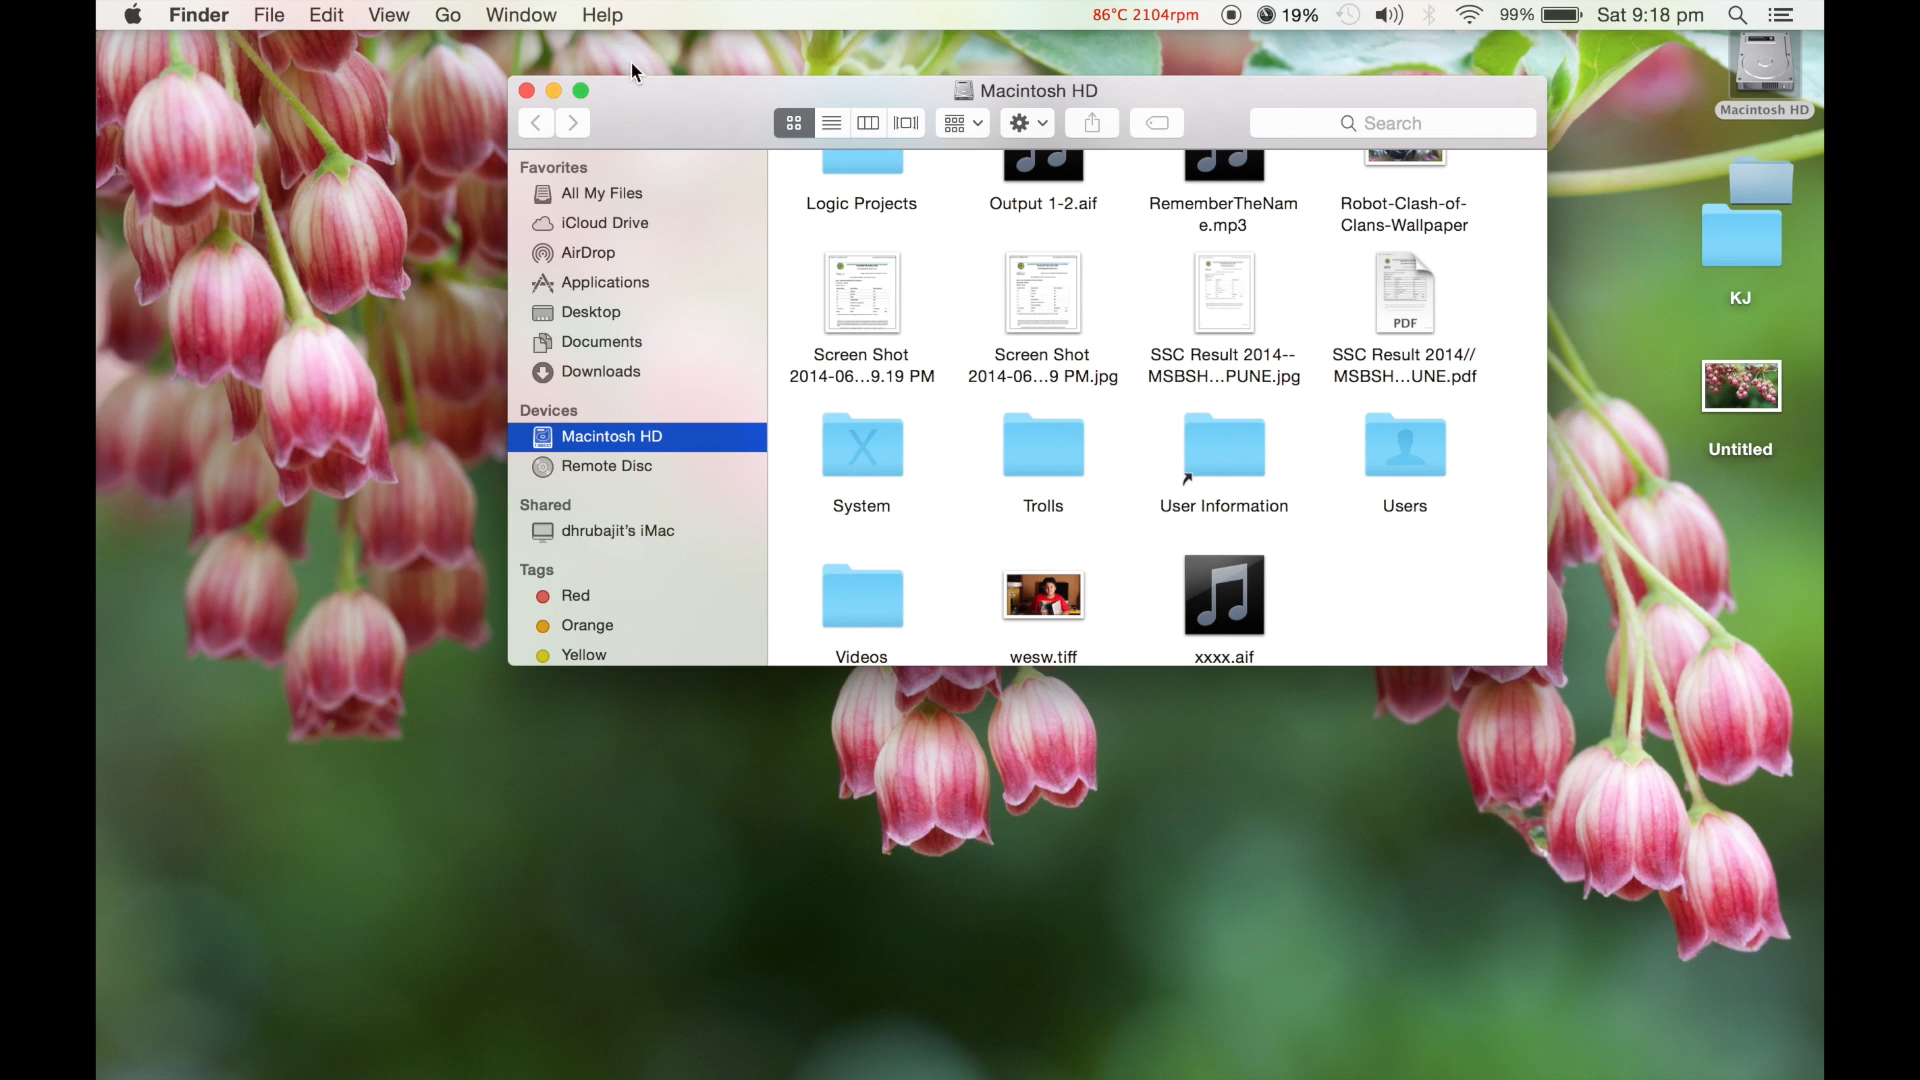 Finder File Edit View Go Window Help 86°C 2104rpm 19% 99% Sat 9:18 pm
Macintosh HD
Search
Favorites
All My Files
iCloud Drive
AirDrop
Applications
Desktop
Documents
Downloads
Devices
Macintosh HD
Remote Disc
Shared
dhrubajit's iMac
Tags
Red
Orange
Yellow
Logic Projects
Output 1-2.aif
RememberTheNam
e.mp3
Robot-Clash-of-
Clans-Wallpaper
Screen Shot
2014-06...9.19 PM
Screen Shot
2014-06...9 PM.jpg
SSC Result 2014--
MSBSH...PUNE.jpg
PDF
SSC Result 2014//
MSBSH...UNE.pdf
X
System
Trolls
User Information
Users
Videos
wesw.tiff
xxxx.aif
Macintosh HD
KJ
Untitled